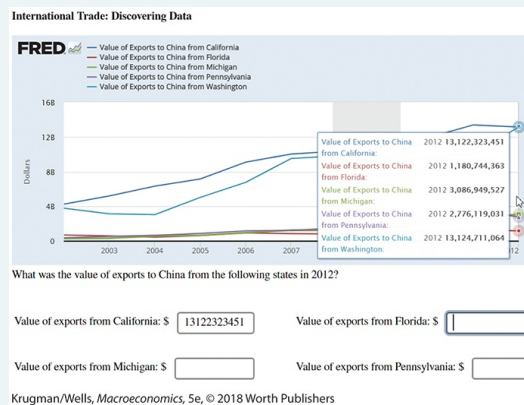 International Trade: Discovering Data
FRED
Value of Exports to China from California
Value of Exports to China from Florida
Value of Exports to China from Michigan
Value of Exports to China from Pennsylvania
Value of Exports to China from Washington
16B
12B
8B
4B
0
Dollars
Value of Exports to China from California: 2012 13,122,323,451
Value of Exports to China from Florida: 2012 1,180,744,363
Value of Exports to China from Michigan: 2012 3,086,949,527
Value of Exports to China from Pennsylvania: 2012 2,776,119,031
Value of Exports to China from Washington: 2012 13,124,711,064
2003 2004 2005 2006 2007 12
What was the value of exports to China from the following states in 2012?
Value of exports from California: $ 13122323451 Value of exports from Florida: $
Value of exports from Michigan: $ Value of exports from Pennsylvania: $
Krugman/Wells, Macroeconomics, 5e, © 2018 Worth Publishers